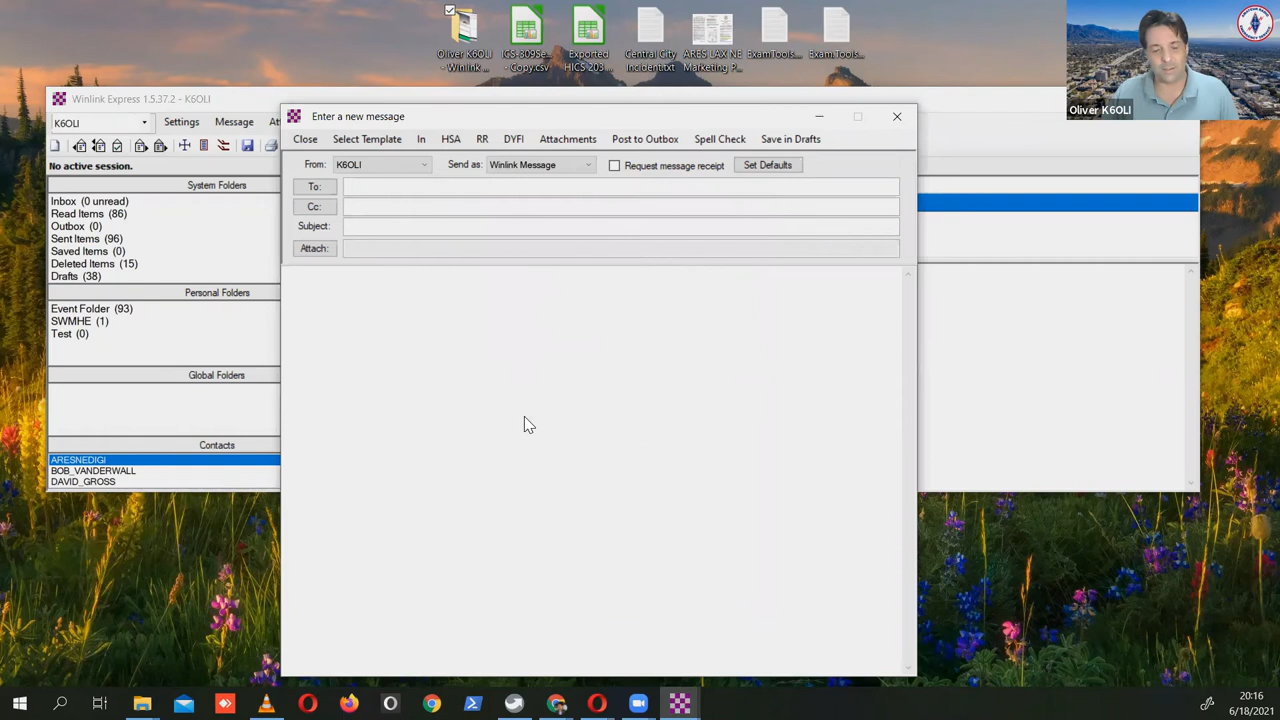 Oliver K6OLI
- Winlink ...
ICS-309Se...
- Copy.csv
Exported
HICS 203...
Central City
Incident.txt
ARES LAX NE
Marketing P...
ExamTools...
ExamTools...
Oliver K6OLI
Winlink Express 1.5.37.2 - K6OLI
K6OLI
Settings
Message
At
No active session.
System Folders
Inbox (0 unread)
Read Items (86)
Outbox (0)
Sent Items (96)
Saved Items (0)
Deleted Items (15)
Drafts (38)
Personal Folders
Event Folder (93)
SWMHE (1)
Test (0)
Global Folders
Contacts
ARESNEDIGI
BOB_VANDERWALL
DAVID_GROSS
Enter a new message
Close Select Template In HSA RR DYFI Attachments Post to Outbox Spell Check Save in Drafts
From: K6OLI Send as: Winlink Message Request message receipt Set Defaults
To:
Cc:
Subject:
Attach:
20:16
6/18/2021